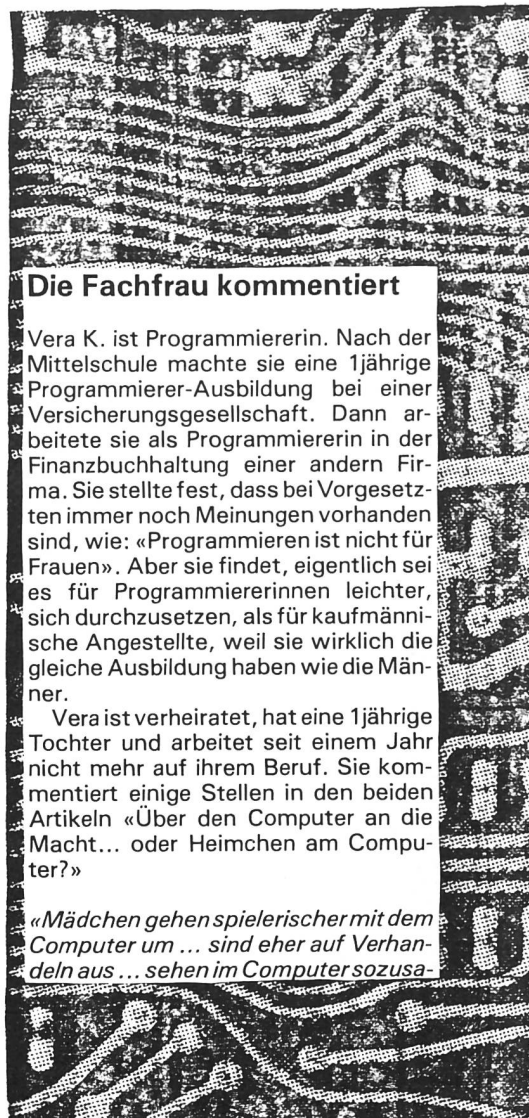 Die Fachfrau kommentiert
Vera K. ist Programmiererin. Nach der
Mittelschule machte sie eine 1jährige
Programmierer-Ausbildung bei einer
Versicherungsgesellschaft. Dann ar-
beitete sie als Programmiererin in der
Finanzbuchhaltung einer andern Fir-
ma. Sie stellte fest, dass bei Vorgesetz-
ten immer noch Meinungen vorhanden
sind, wie: «Programmieren ist nicht für
Frauen». Aber sie findet, eigentlich sei
es für Programmiererinnen leichter,
sich durchzusetzen, als für kaufmänni-
sche Angestellte, weil sie wirklich die
gleiche Ausbildung haben wie die Män-
ner.
Vera ist verheiratet, hat eine 1jährige
Tochter und arbeitet seit einem Jahr
nicht mehr auf ihrem Beruf. Sie kom-
mentiert einige Stellen in den beiden
Artikeln «Über den Computer an die
Macht... oder Heimchen am Compu-
ter?»
«Mädchen gehen spielerischer mit dem
Computer um ... sind eher auf Verhan-
deln aus ... sehen im Computer sozusa-